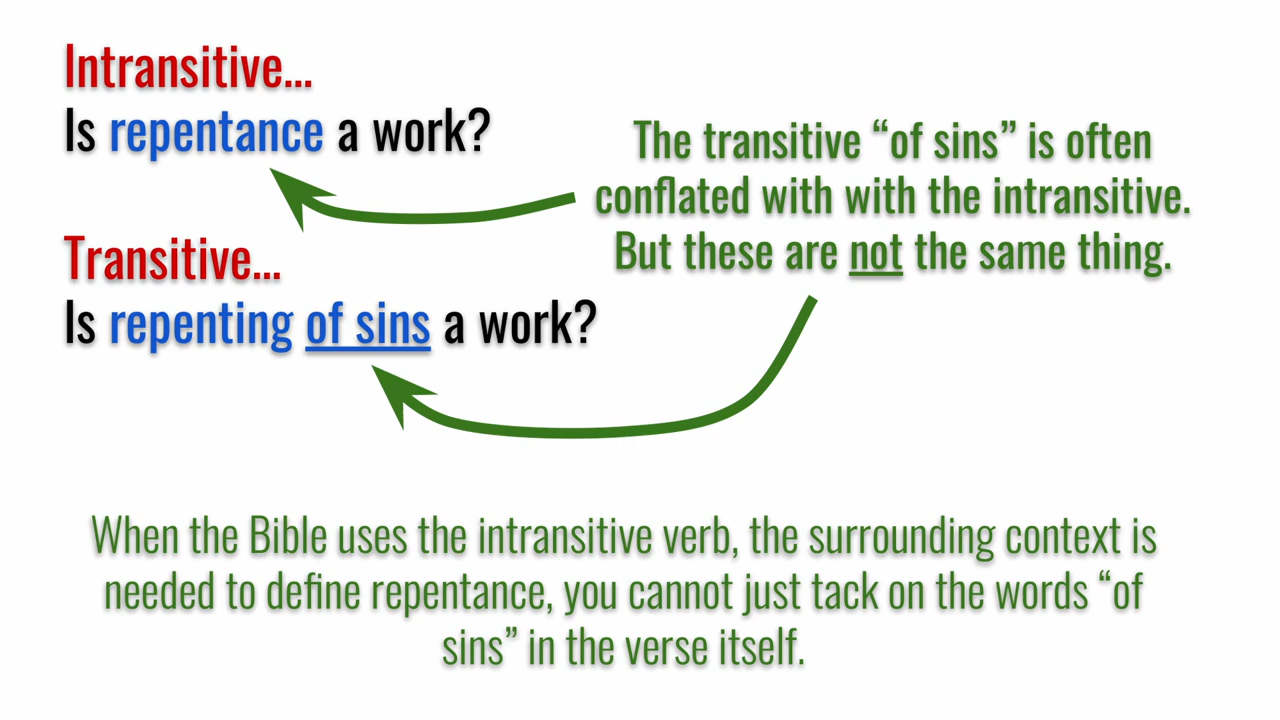 Intransitive...
Is repentance a work?
Transitive...
Is repenting of sins a work?
The transitive “of sins” is often
conflated with with the intransitive.
But these are not the same thing.
When the Bible uses the intransitive verb, the surrounding context is
needed to define repentance, you cannot just tack on the words “of
sins” in the verse itself.